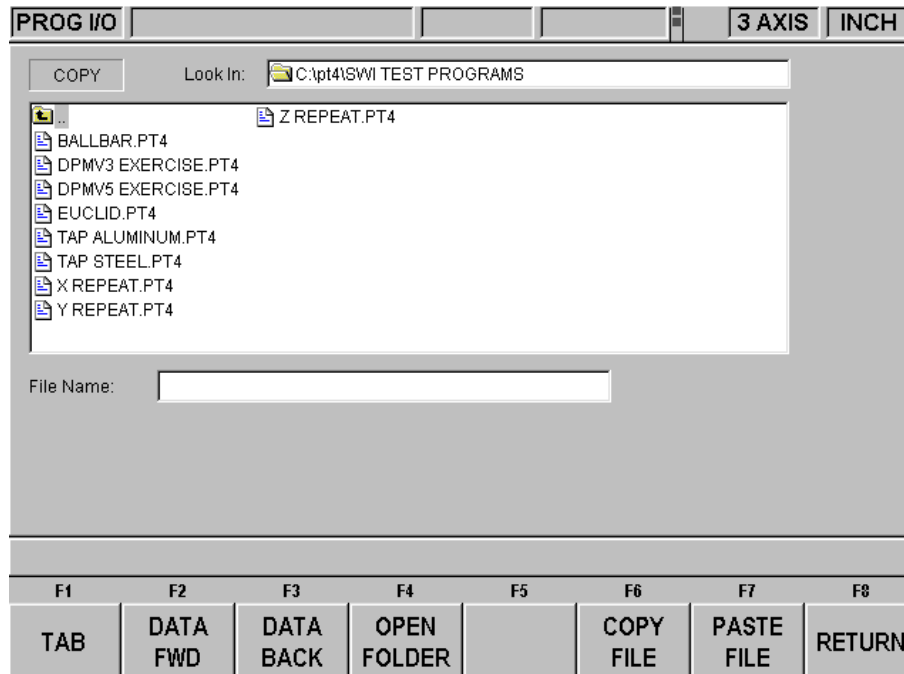 PROG I/O 3 AXIS INCH
COPY Look In: C:\pt4\SWI TEST PROGRAMS
..
BALLBAR.PT4
DPMV3 EXERCISE.PT4
DPMV5 EXERCISE.PT4
EUCLID.PT4
TAP ALUMINUM.PT4
TAP STEEL.PT4
X REPEAT.PT4
Y REPEAT.PT4
Z REPEAT.PT4
File Name:
F1 F2 F3 F4 F5 F6 F7 F8
TAB
DATA
FWD
DATA
BACK
OPEN
FOLDER
COPY
FILE
PASTE
FILE
RETURN